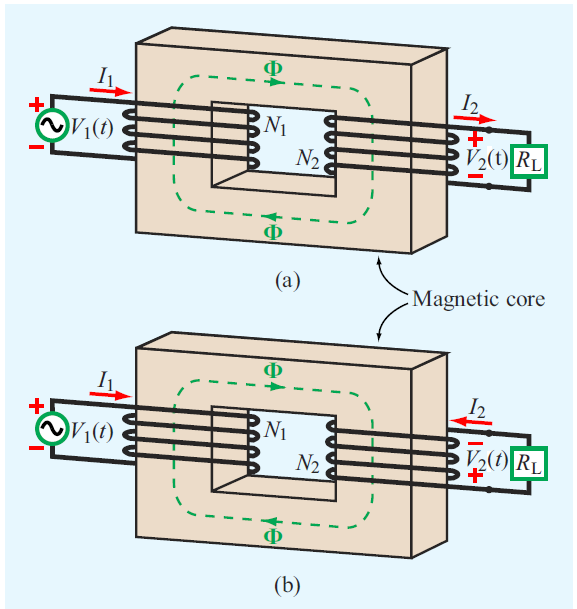 Φ
I1
+
V1(t)
−
N1
N2
I2
+
V2(t)
−
RL
Φ
(a)
Magnetic core
Φ
I1
+
V1(t)
−
N1
N2
I2
−
V2(t)
+
RL
Φ
(b)